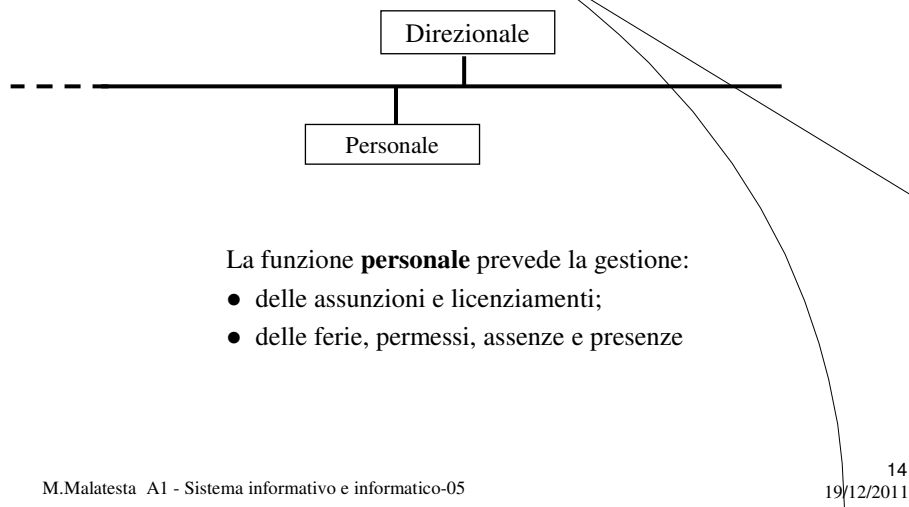 Direzionale
Personale
La funzione personale prevede la gestione:
● delle assunzioni e licenziamenti;
● delle ferie, permessi, assenze e presenze
M.Malatesta A1 - Sistema informativo e informatico-05
14
19/12/2011